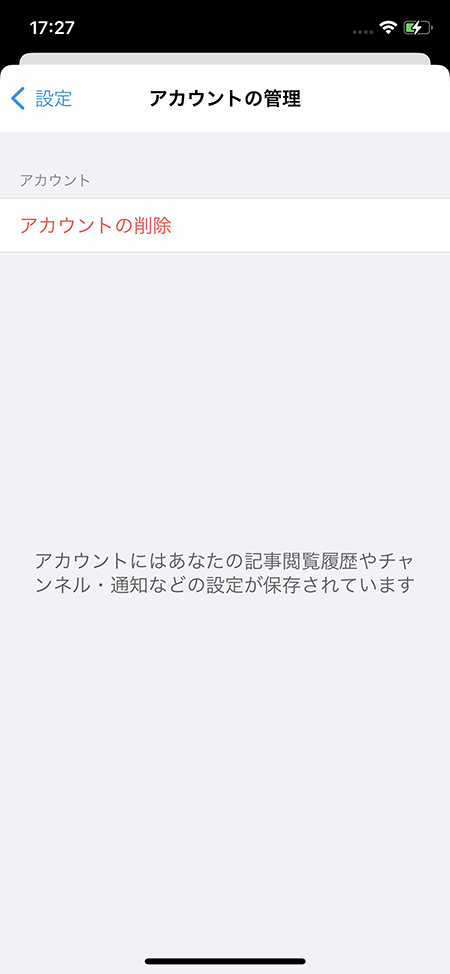 17:27
設定
アカウントの管理
アカウント
アカウントの削除
アカウントにはあなたの記事閲覧履歴やチャ
ンネル・通知などの設定が保存されています